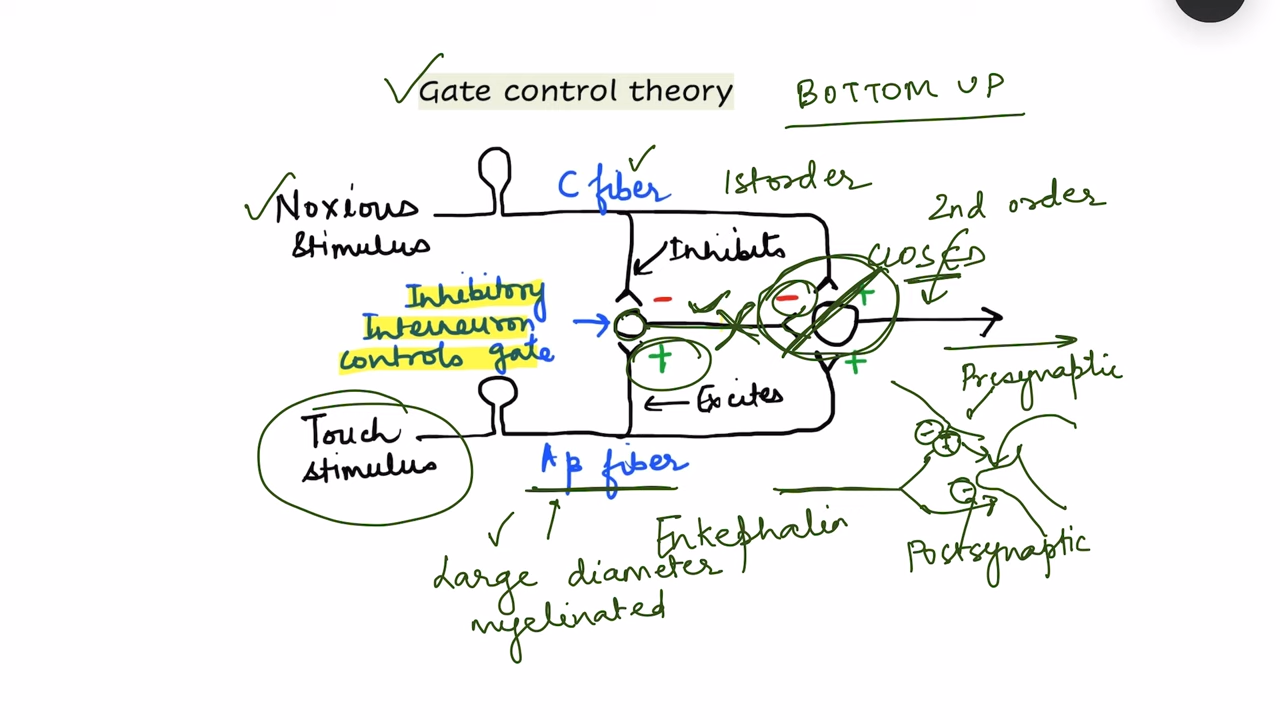 Gate control theory
BOTTOM UP
C fiber
1st order
Noxious
stimulus
2nd order
CLOSED
Inhibits
Inhibitory
Interneuron
controls gate
- - +
+ +
Excites
Presynaptic
Touch
stimulus
Aβ fiber
- +
-
Enkephalin
Postsynaptic
Large diameter
myelinated